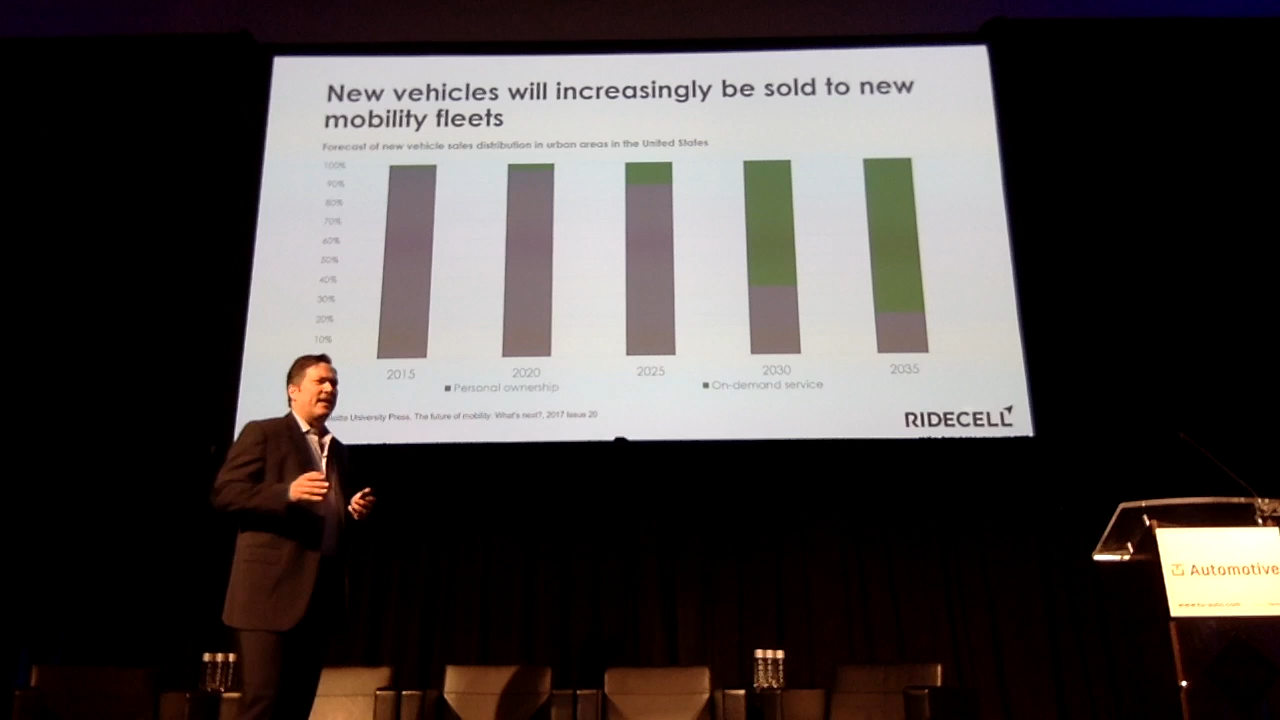 New vehicles will increasingly be sold to new
mobility fleets
Forecast of new vehicle sales distribution in urban areas in the United States
100%
90%
80%
70%
60%
50%
40%
30%
20%
10%
2015 2020 2025 2030 2035
Personal ownership On-demand service
University Press. The future of mobility: What's next?, 2017 Issue 20
RIDECELL
Automotive